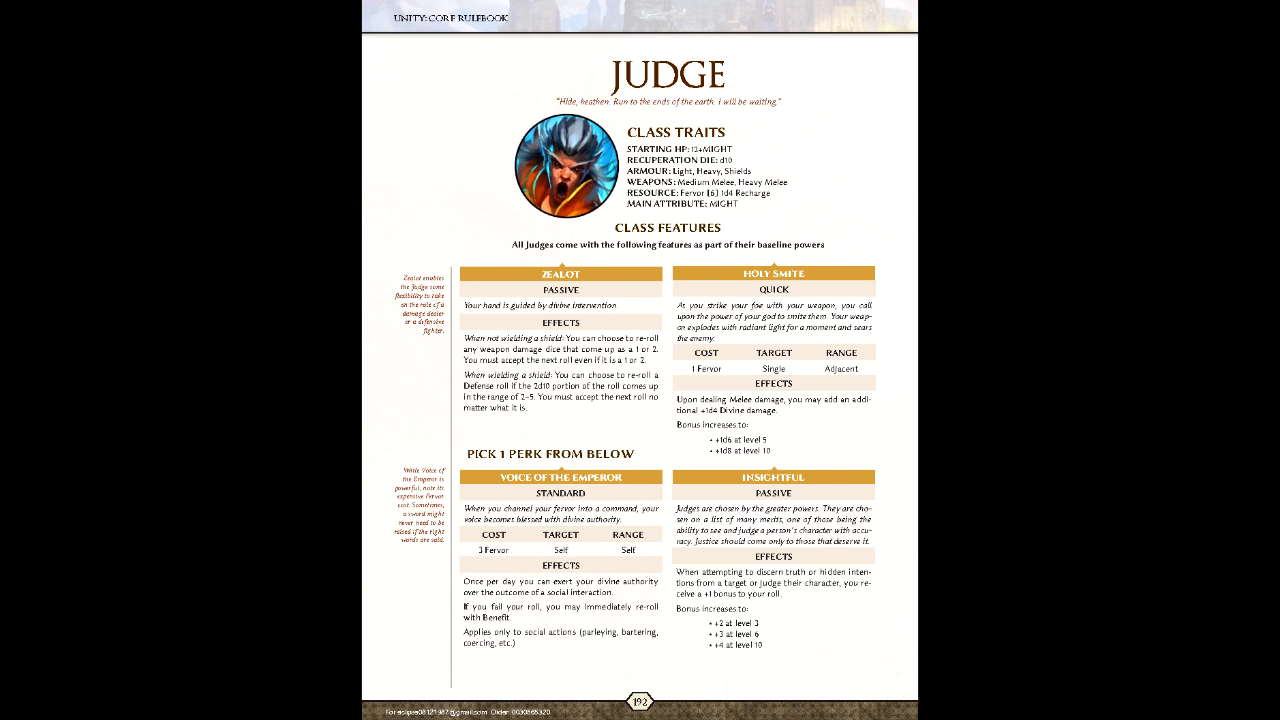 UNITY: CORE RULEBOOK
JUDGE
"Hide, heathen. Run to the ends of the earth. I will be waiting."
CLASS TRAITS
STARTING HP: 12+MIGHT
RECUPERATION DIE: d10
ARMOUR: Light, Heavy, Shields
WEAPONS: Medium Melee, Heavy Melee
RESOURCE: Fervor [6] 1d4 Recharge
MAIN ATTRIBUTE: MIGHT
CLASS FEATURES
All Judges come with the following features as part of their baseline powers
Zealot enables
the Judge some
flexibility to take
on the role of a
damage dealer
or a defensive
fighter.
ZEALOT
PASSIVE
Your hand is guided by divine intervention.
EFFECTS
When not wielding a shield: You can choose to re-roll
any weapon damage dice that come up as a 1 or 2.
You must accept the next roll even if it is a 1 or 2.
When wielding a shield: You can choose to re-roll a
Defense roll if the 2d10 portion of the roll comes up
in the range of 2-5. You must accept the next roll no
matter what it is.
HOLY SMITE
QUICK
As you strike your foe with your weapon, you call
upon the power of your god to smite them. Your weap-
on explodes with radiant light for a moment and sears
the enemy.
COST TARGET RANGE
1 Fervor Single Adjacent
EFFECTS
Upon dealing Melee damage, you may add an addi-
tional +1d4 Divine damage.
Bonus increases to:
• +1d6 at level 5
• +1d8 at level 10
PICK 1 PERK FROM BELOW
While Voice of
the Emperor is
powerful, note its
expensive Fervor
cost. Sometimes,
a sword might
never need to be
raised if the right
words are said.
VOICE OF THE EMPEROR
STANDARD
When you channel your fervor into a command, your
voice becomes blessed with divine authority.
COST TARGET RANGE
3 Fervor Self Self
EFFECTS
Once per day you can exert your divine authority
over the outcome of a social interaction.
If you fail your roll, you may immediately re-roll
with Benefit.
Applies only to social actions (parleying, bartering,
coercing, etc.)
INSIGHTFUL
PASSIVE
Judges are chosen by the greater powers. They are cho-
sen on a list of many merits, one of those being the
ability to see and judge a person's character with accu-
racy. Justice should come only to those that deserve it.
EFFECTS
When attempting to discern truth or hidden inten-
tions from a target or judge their character, you re-
ceive a +1 bonus to your roll.
Bonus increases to:
• +2 at level 3
• +3 at level 6
• +4 at level 10
192
For eclipse08121987@gmail.com Order: 0030565320